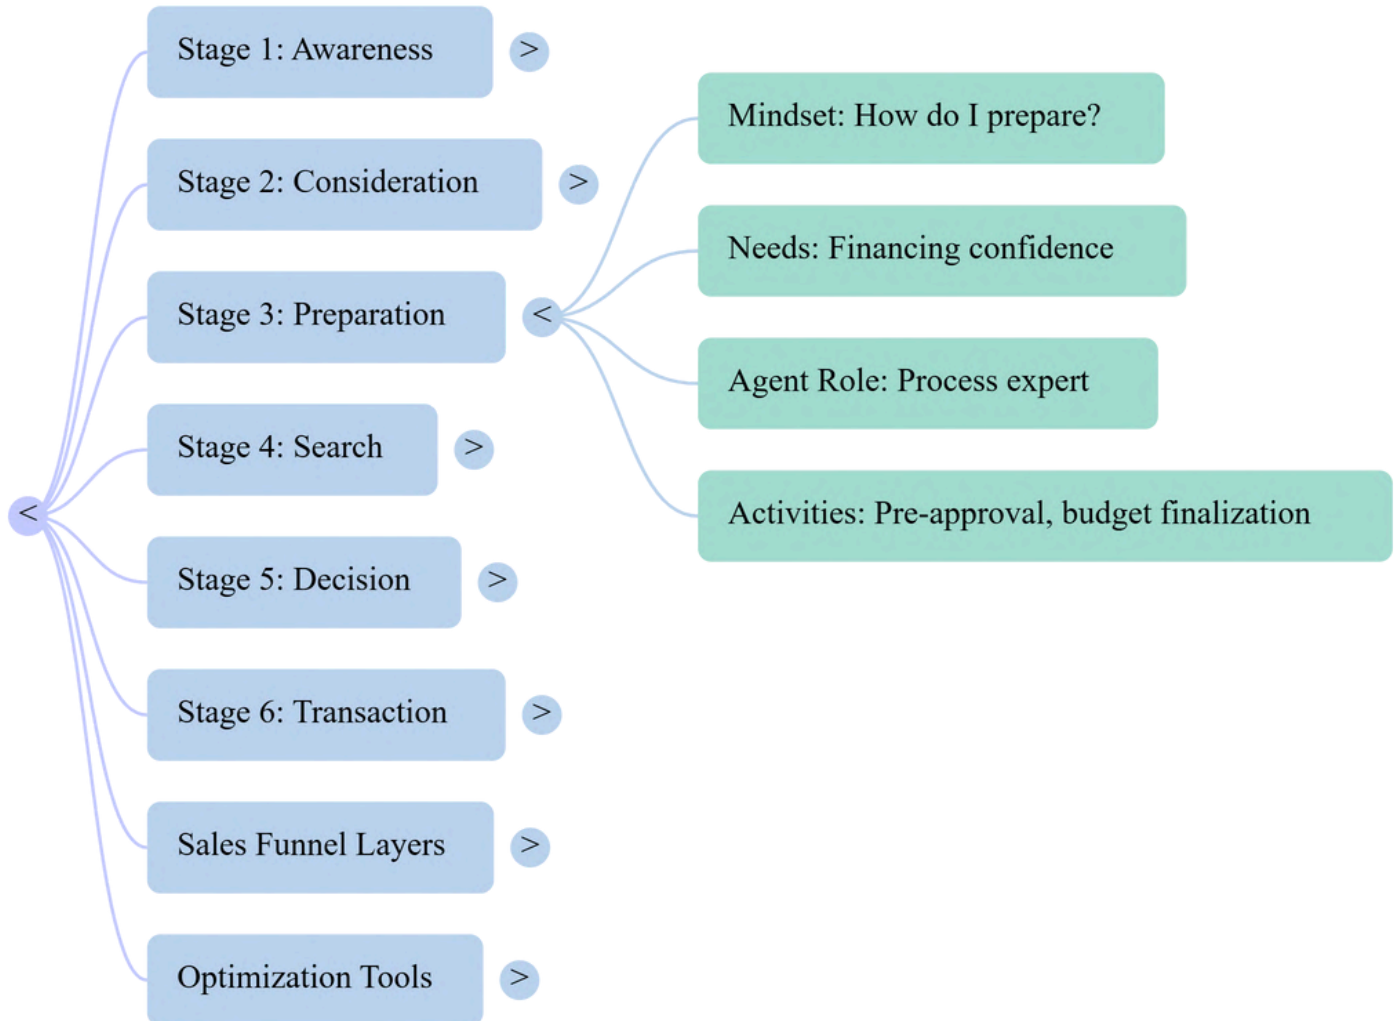 Stage 1: Awareness >
Stage 2: Consideration >
Stage 3: Preparation <
Mindset: How do I prepare?
Needs: Financing confidence
Agent Role: Process expert
Activities: Pre-approval, budget finalization
Stage 4: Search >
<
Stage 5: Decision >
Stage 6: Transaction >
Sales Funnel Layers >
Optimization Tools >